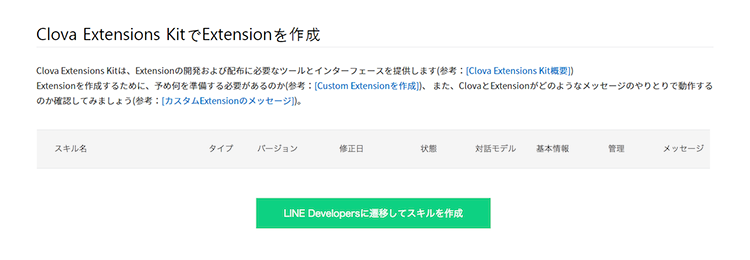 Clova Extensions KitでExtensionを作成
Clova Extensions Kitは、Extensionの開発および配布に必要なツールとインターフェースを提供します(参考：[Clova Extensions Kit概要])
Extensionを作成するために、予め何を準備する必要があるのか(参考：[Custom Extensionを作成])、また、ClovaとExtensionがどのようなメッセージのやりとりで動作する
のか確認してみましょう(参考：[カスタムExtensionのメッセージ])。
スキル名 タイプ バージョン 修正日 状態 対話モデル 基本情報 管理 メッセージ
LINE Developersに遷移してスキルを作成